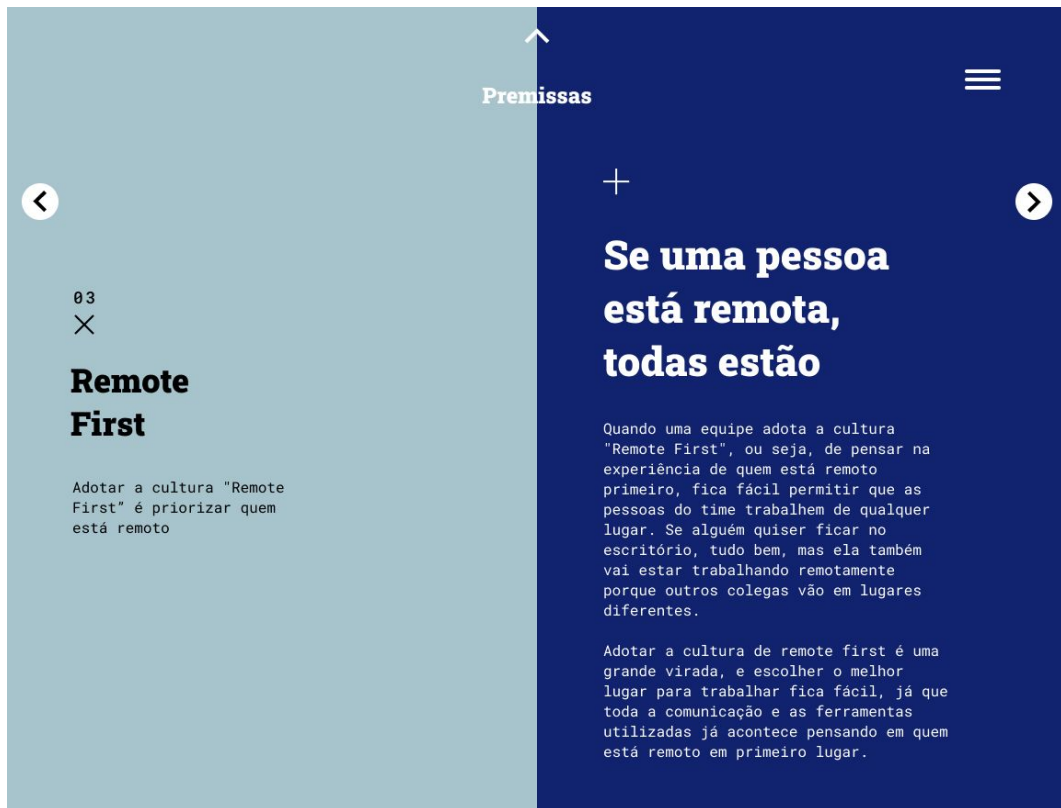 Premissas
03
Remote
First
Adotar a cultura "Remote
First” é priorizar quem
está remoto
Se uma pessoa
está remota,
todas estão
Quando uma equipe adota a cultura
"Remote First", ou seja, de pensar na
experiência de quem está remoto
primeiro, fica fácil permitir que as
pessoas do time trabalhem de qualquer
lugar. Se alguém quiser ficar no
escritório, tudo bem, mas ela também
vai estar trabalhando remotamente
porque outros colegas vão em lugares
diferentes.
Adotar a cultura de remote first é uma
grande virada, e escolher o melhor
lugar para trabalhar fica fácil, já que
toda a comunicação e as ferramentas
utilizadas já acontece pensando em quem
está remoto em primeiro lugar.